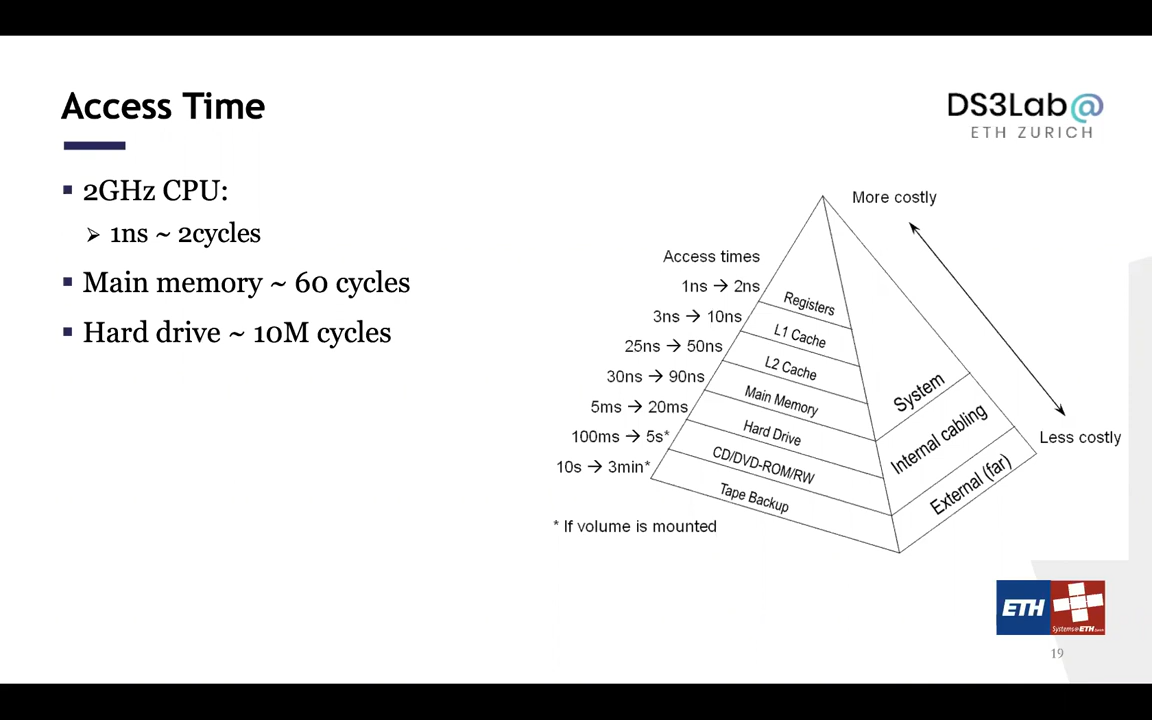 Access Time
DS3Lab@
ETH ZURICH
2GHz CPU:
1ns ~ 2cycles
Main memory ~ 60 cycles
Hard drive ~ 10M cycles
More costly
Less costly
Access times
1ns → 2ns
3ns → 10ns
25ns → 50ns
30ns → 90ns
5ms → 20ms
100ms → 5s*
10s → 3min*
Registers
L1 Cache
L2 Cache
Main Memory
Hard Drive
CD/DVD-ROM/RW
Tape Backup
System
Internal cabling
External (far)
* If volume is mounted
ETH
Systems@ETH
19